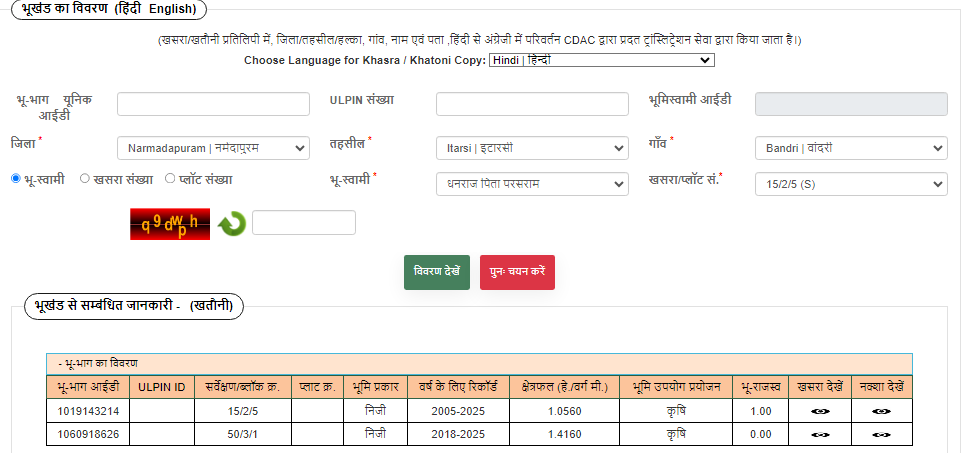 भूखंड का विवरण (हिंदी English)
(खसरा/खतौनी प्रतिलिपी में, जिला/तहसील/हल्का, गांव, नाम एवं पता ,हिंदी से अंग्रेजी में परिवर्तन CDAC द्वारा प्रदत ट्रांस्लिट्रेशन सेवा द्वारा किया जाता है।)
Choose Language for Khasra / Khatoni Copy: Hindi | हिन्दी
भू-भाग यूनिक आईडी
ULPIN संख्या
भूमिस्वामी आईडी
जिला * Narmadapuram | नर्मदापुरम तहसील * Itarsi | इटारसी गाँव * Bandri | वांदरी
भू-स्वामी खसरा संख्या प्लॉट संख्या भू-स्वामी * धनराज पिता परसराम खसरा/प्लॉट सं.* 15/2/5 (S)
q9dwph
विवरण देखें पुनः चयन करें
भूखंड से सम्बंधित जानकारी - (खतौनी)
- भू-भाग का विवरण
भू-भाग आईडी ULPIN ID सर्वेक्षण/ब्लॉक क्र. प्लाट क्र. भूमि प्रकार वर्ष के लिए रिकॉर्ड क्षेत्रफल (हे./वर्ग मी.) भूमि उपयोग प्रयोजन भू-राजस्व खसरा देखें नक्शा देखें
1019143214 15/2/5 निजी 2005-2025 1.0560 कृषि 1.00
1060918626 50/3/1 निजी 2018-2025 1.4160 कृषि 0.00